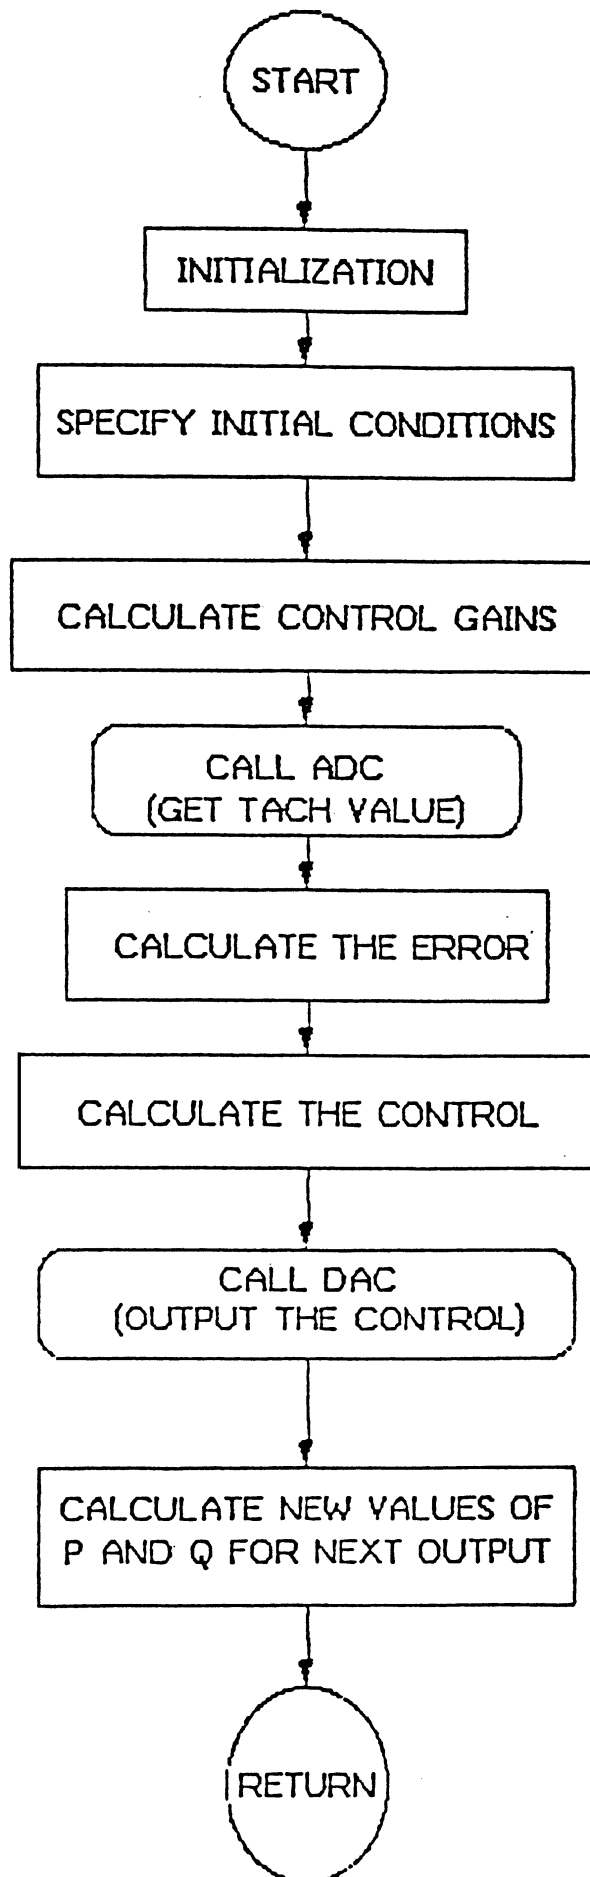 START
INITIALIZATION
SPECIFY INITIAL CONDITIONS
CALCULATE CONTROL GAINS
CALL ADC
(GET TACH VALUE)
CALCULATE THE ERROR
CALCULATE THE CONTROL
CALL DAC
(OUTPUT THE CONTROL)
CALCULATE NEW VALUES OF
P AND Q FOR NEXT OUTPUT
RETURN